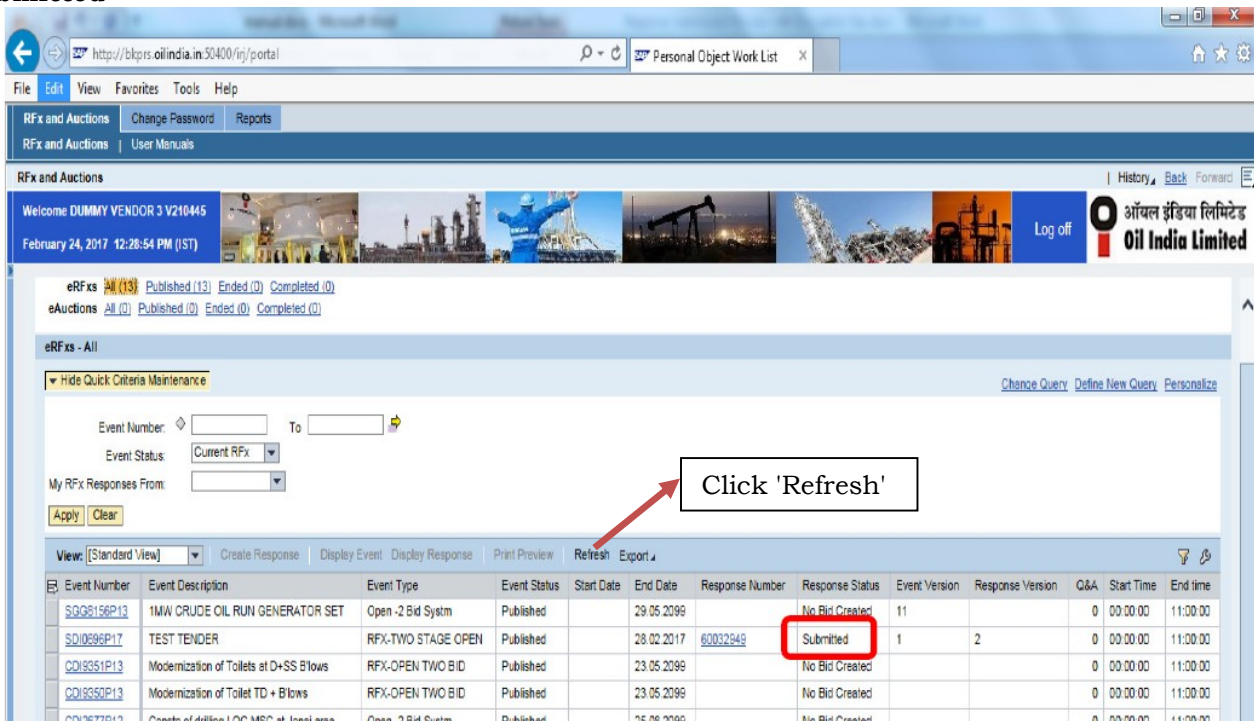 http://bkprs.oilindia.in:50400/irj/portal
Personal Object Work List
File Edit View Favorites Tools Help
RFx and Auctions Change Password Reports
RFx and Auctions | User Manuals
RFx and Auctions
History Back Forward
Welcome DUMMY VENDOR 3 V210445
February 24, 2017 12:28:54 PM (IST)
Log off
ऑयल इंडिया लिमिटेड
Oil India Limited
eRFxs All (13) Published (13) Ended (0) Completed (0)
eAuctions All (0) Published (0) Ended (0) Completed (0)
eRFxs - All
Hide Quick Criteria Maintenance
Change Query Define New Query Personalize
Event Number: To
Event Status: Current RFx
My RFx Responses From:
Click 'Refresh'
Apply Clear
View: [Standard View] Create Response Display Event Display Response Print Preview Refresh Export
Event Number Event Description Event Type Event Status Start Date End Date Response Number Response Status Event Version Response Version Q&A Start Time End time
SGG8156P13 1MW CRUDE OIL RUN GENERATOR SET Open -2 Bid Systm Published 29.05.2099 No Bid Created 11 0 00:00:00 11:00:00
SDI0696P17 TEST TENDER RFX-TWO STAGE OPEN Published 28.02.2017 60032949 Submitted 1 2 0 00:00:00 11:00:00
CDI9351P13 Modernization of Toilets at D+SS B'lows RFX-OPEN TWO BID Published 23.05.2099 No Bid Created 0 00:00:00 11:00:00
CDI9350P13 Modernization of Toilet TD + B'lows RFX-OPEN TWO BID Published 23.05.2099 No Bid Created 0 00:00:00 11:00:00